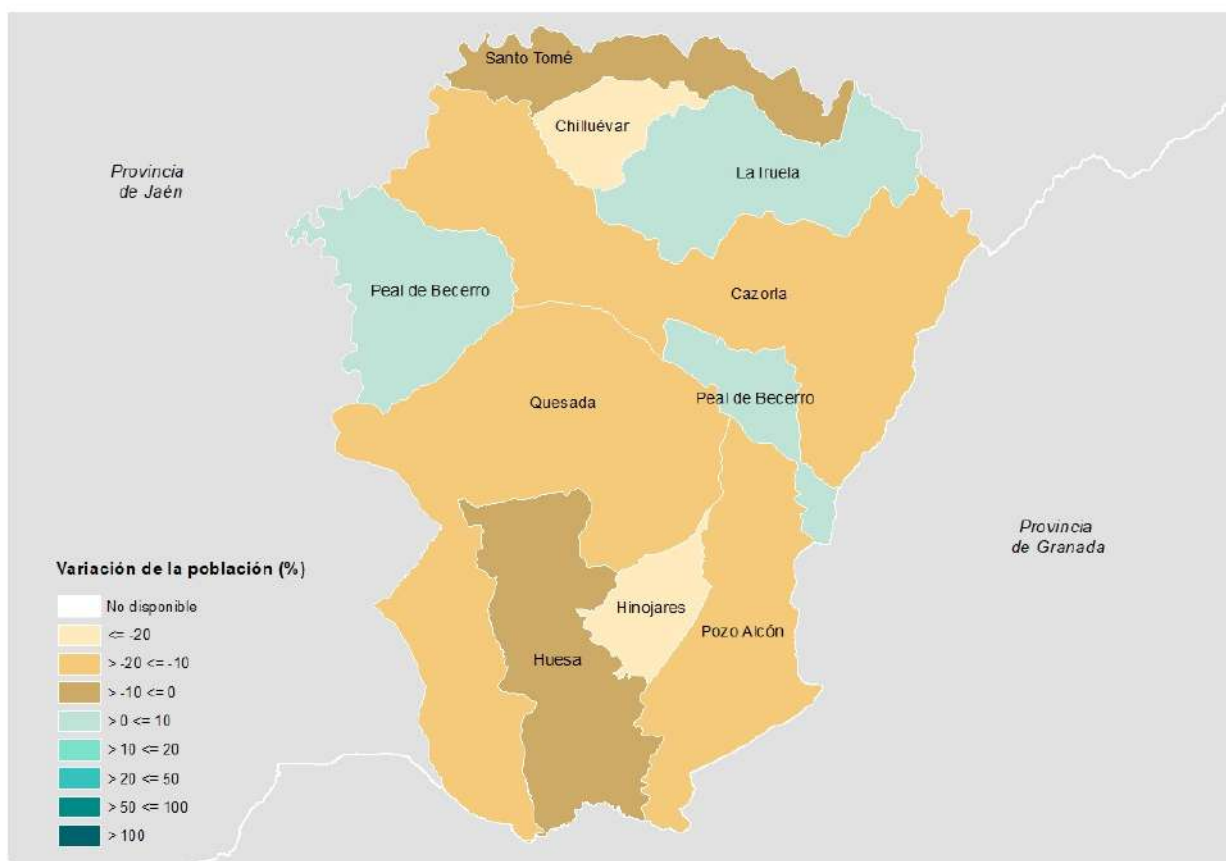 Santo Tomé
Chilluévar
Provincia
de Jaén
La Iruela
Peal de Becerro
Cazorla
Quesada
Peal de Becerro
Provincia
de Granada
Hinojares
Pozo Alcón
Huesa
Variación de la población (%)
No disponible
<= -20
> -20 <= -10
> -10 <= 0
> 0 <= 10
> 10 <= 20
> 20 <= 50
> 50 <= 100
> 100